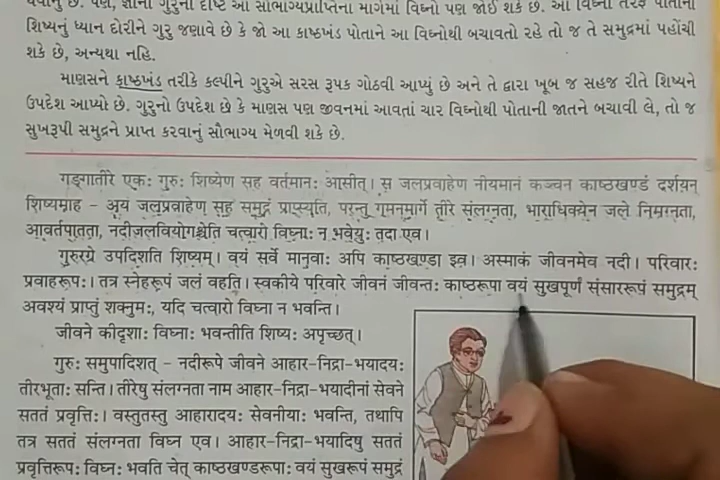 આ સૌભાગ્યપ્રાપ્તિના માર્ગમાં વિઘ્નો પણ જોઈ શકે છે. આ
શિષ્યનું ધ્યાન દોરીને ગુરુ જણાવે છે કે જો આ કાષ્ઠખંડ પોતાને આ વિઘ્નોથી બચાવતો રહે તો જ તે સમુદ્રમાં પહોંચી
શકે છે, અન્યથા નહિ.
માણસને કાષ્ઠખંડ તરીકે કલ્પીને ગુરુએ સરસ રૂપક ગોઠવી આપ્યું છે અને તે દ્વારા ખૂબ જ સહજ રીતે શિષ્યને
ઉપદેશ આપ્યો છે. ગુરુનો ઉપદેશ છે કે માણસ પણ જીવનમાં આવતાં ચાર વિઘ્નોથી પોતાની જાતને બચાવી લે, તો જ
સુખરૂપી સમુદ્રને પ્રાપ્ત કરવાનું સૌભાગ્ય મેળવી શકે છે.
गङ्गातीरे एकः गुरुः शिष्येण सह वर्तमानः आसीत्। स जलप्रवाहेण नीयमानं कञ्चन काष्ठखण्डं दर्शयन्
शिष्यमाह – अयं जलप्रवाहेण सह समुद्रं प्राप्स्यति, परन्तु गमनमार्गे तीरे संलग्नता, भाराधिक्येन जले निमग्नता,
आवर्तपातता, नदीजलवियोगश्चेति चत्वारो विघ्नाः न भवेयुः तदा एव।
गुरुरग्रे उपदिशति शिष्यम्। वयं सर्वे मानवाः अपि काष्ठखण्डा इव। अस्माकं जीवनमेव नदी। परिवारः
प्रवाहरूपः। तत्र स्नेहरूपं जलं वहति। स्वकीये परिवारे जीवनं जीवन्तः काष्ठरूपा वयं सुखपूर्णं संसाररूपं समुद्रम्
अवश्यं प्राप्तुं शक्नुमः, यदि चत्वारो विघ्ना न भवन्ति।
जीवने कीदृशाः विघ्नाः भवन्तीति शिष्यः अपृच्छत्।
गुरुः समुपादिशत् – नदीरूपे जीवने आहार-निद्रा-भयादयः
तीरभूताः सन्ति। तीरेषु संलग्नता नाम आहार-निद्रा-भयादीनां सेवने
सततं प्रवृत्तिः। वस्तुतस्तु आहारादयः सेवनीयाः भवन्ति, तथापि
तत्र सततं संलग्नता विघ्न एव। आहार-निद्रा-भयादिषु सततं
प्रवृत्तिरूपः विघ्नः भवति चेत् काष्ठखण्डरूपाः वयं सुखरूपं समुद्रं